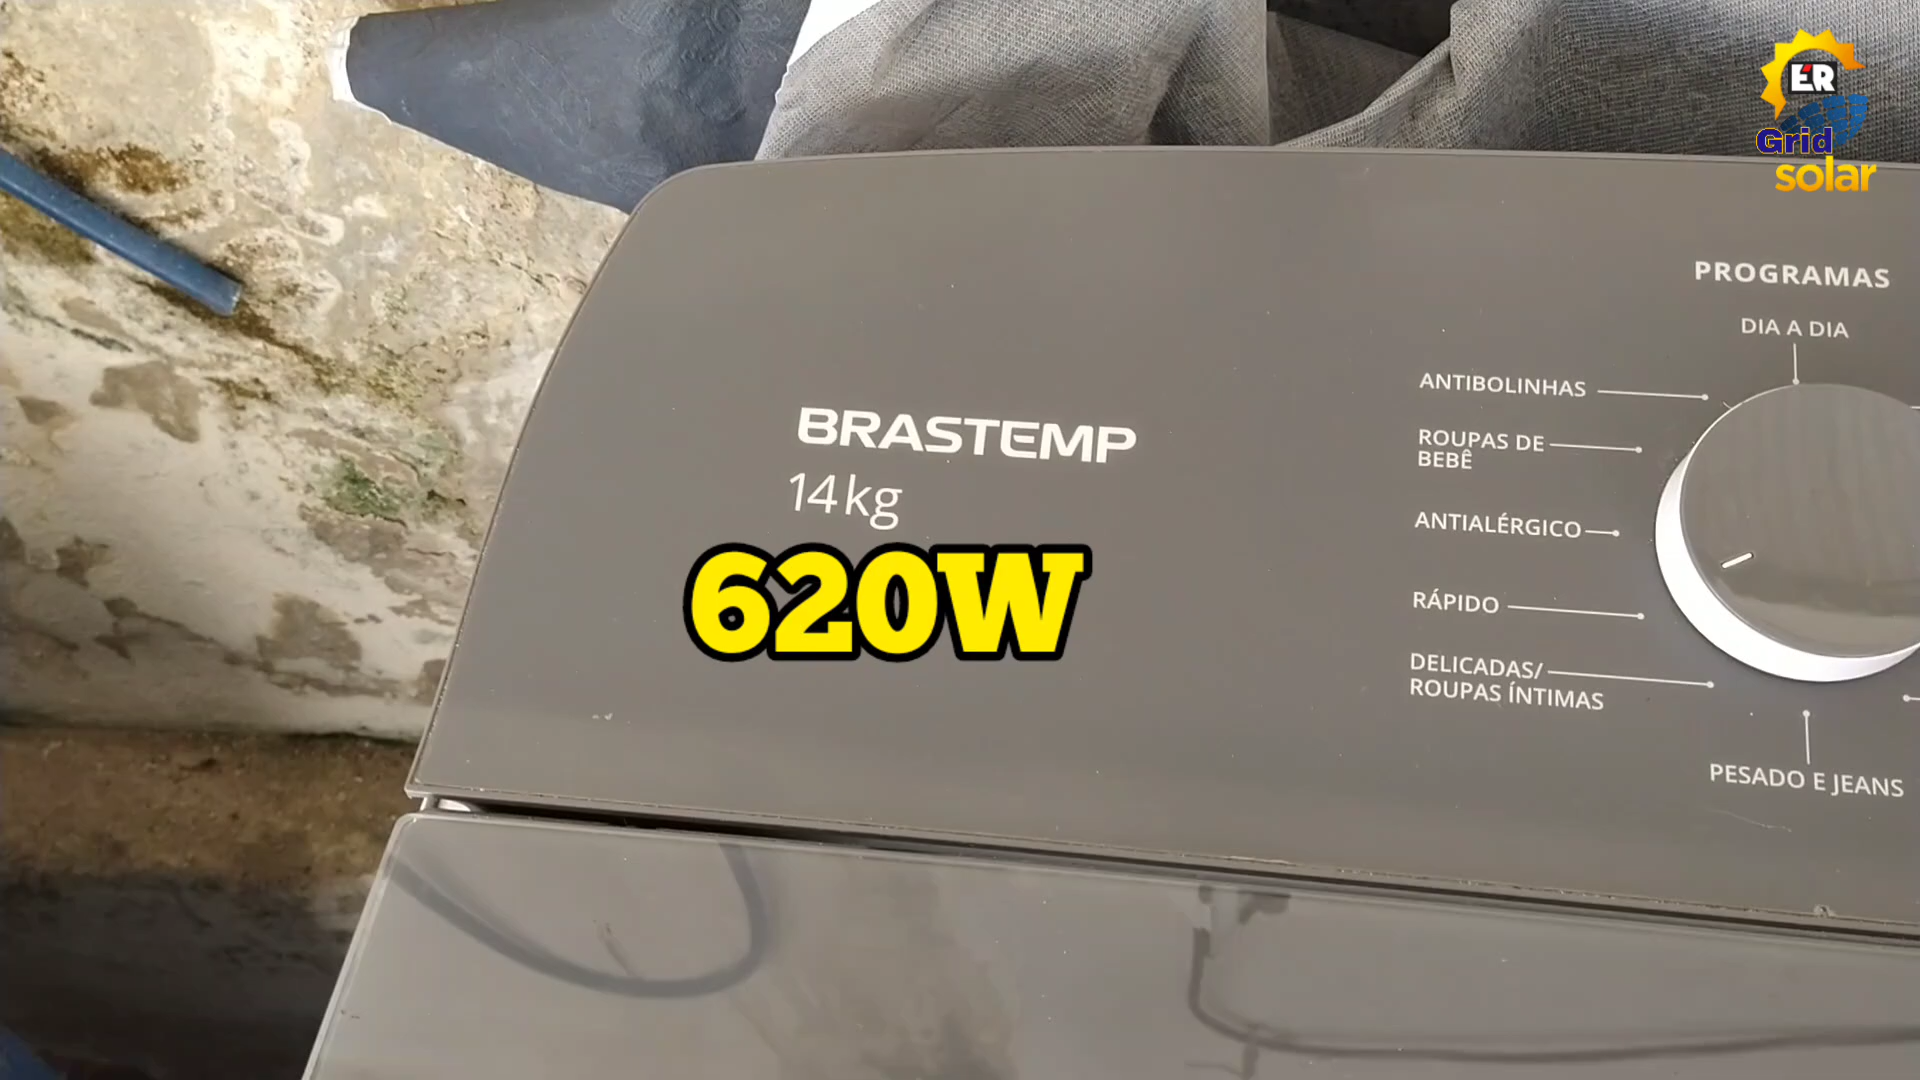 ER
Grid
solar
PROGRAMAS
DIA A DIA
ANTIBOLINHAS
ROUPAS DE
BEBÊ
ANTIALÉRGICO
RÁPIDO
DELICADAS/
ROUPAS ÍNTIMAS
PESADO E JEANS
BRASTEMP
14kg
620W